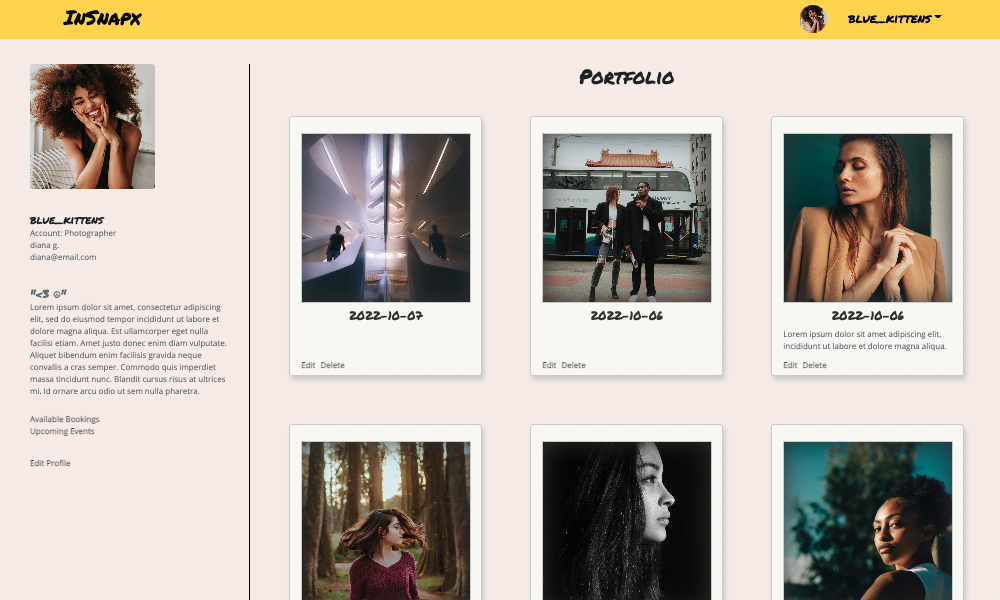 InSnapx
blue_kittens
Portfolio
blue_kittens
Account: Photographer
diana g.
diana@email.com
"<3 ☺"
Lorem ipsum dolor sit amet, consectetur adipiscing
elit, sed do eiusmod tempor incididunt ut labore et
dolore magna aliqua. Est ullamcorper eget nulla
facilisi etiam. Amet justo donec enim diam vulputate.
Aliquet bibendum enim facilisis gravida neque
convallis a cras semper. Commodo quis imperdiet
massa tincidunt nunc. Blandit cursus risus at ultrices
mi. Id ornare arcu odio ut sem nulla pharetra.
Available Bookings
Upcoming Events
Edit Profile
2022-10-07
Edit Delete
2022-10-06
Edit Delete
2022-10-06
Lorem ipsum dolor sit amet adipiscing elit,
incididunt ut labore et dolore magna aliqua.
Edit Delete